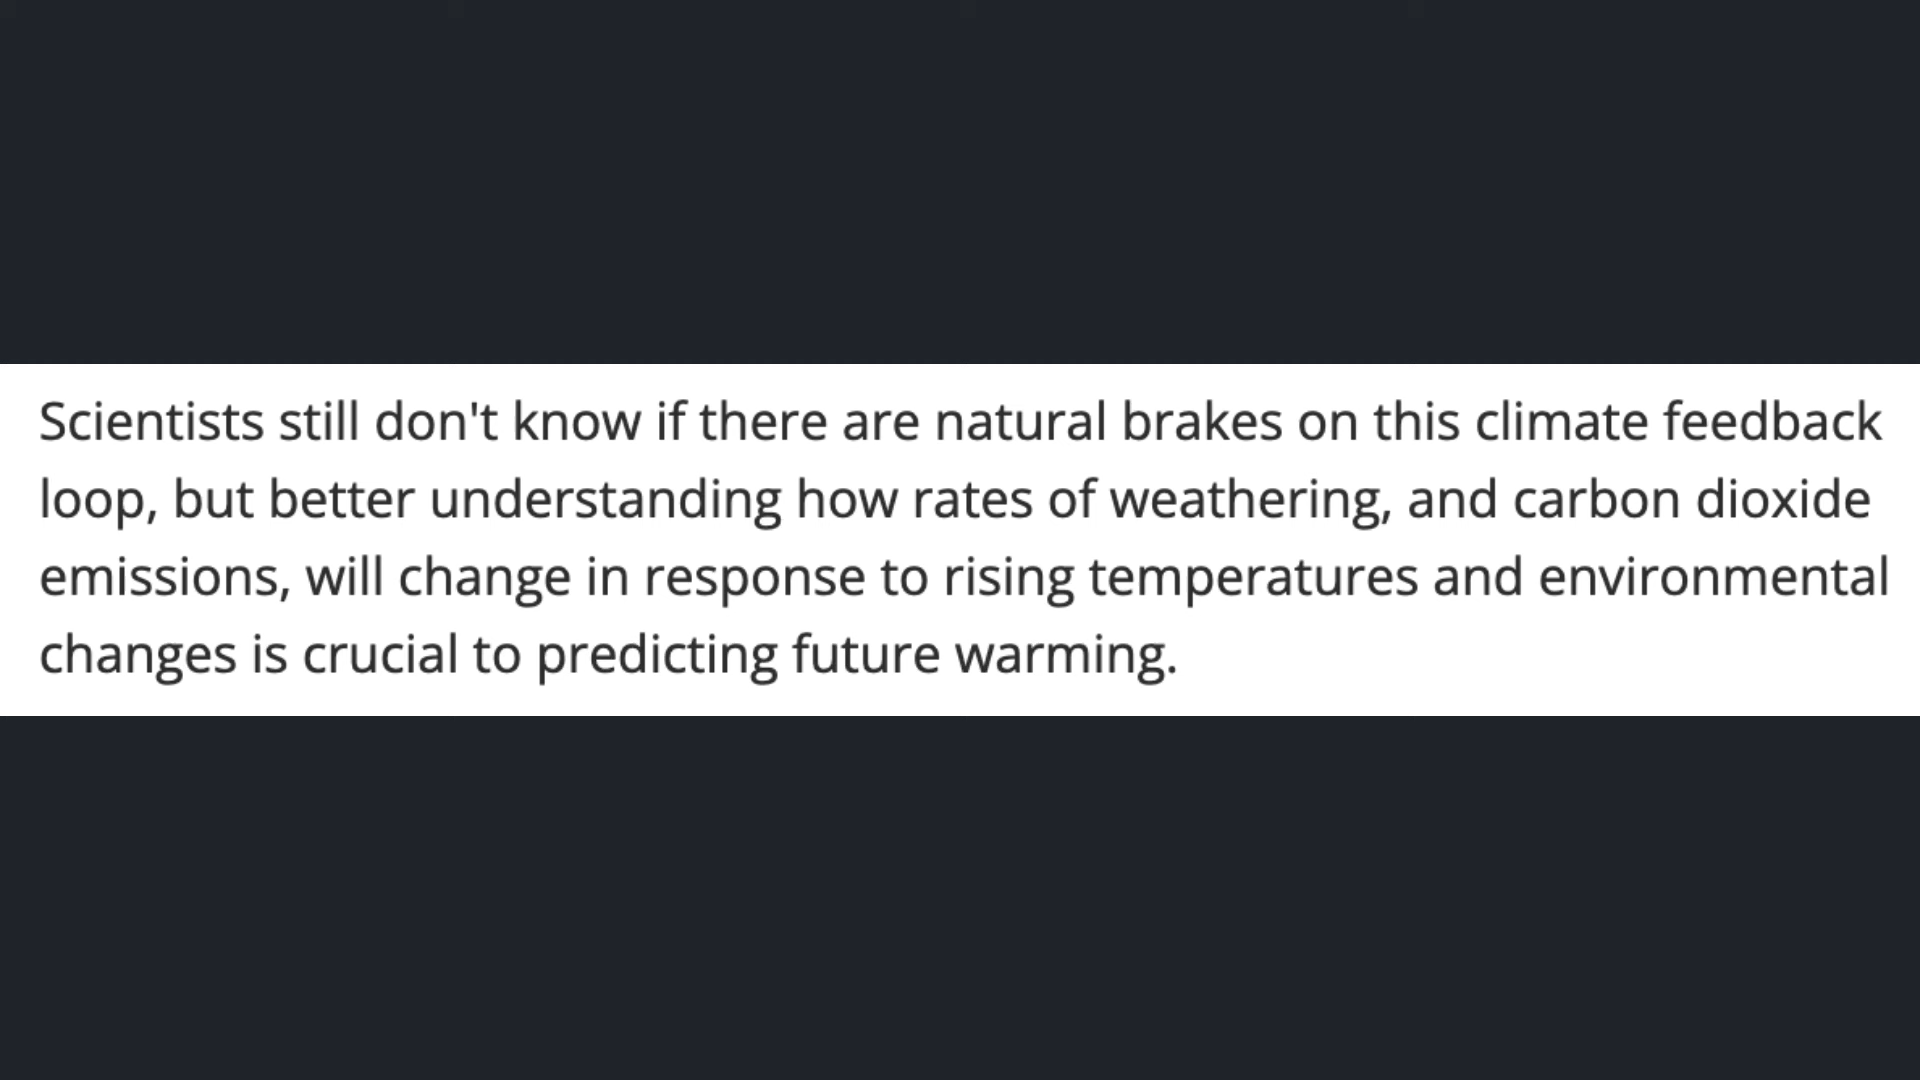 Scientists still don't know if there are natural brakes on this climate feedback
loop, but better understanding how rates of weathering, and carbon dioxide
emissions, will change in response to rising temperatures and environmental
changes is crucial to predicting future warming.